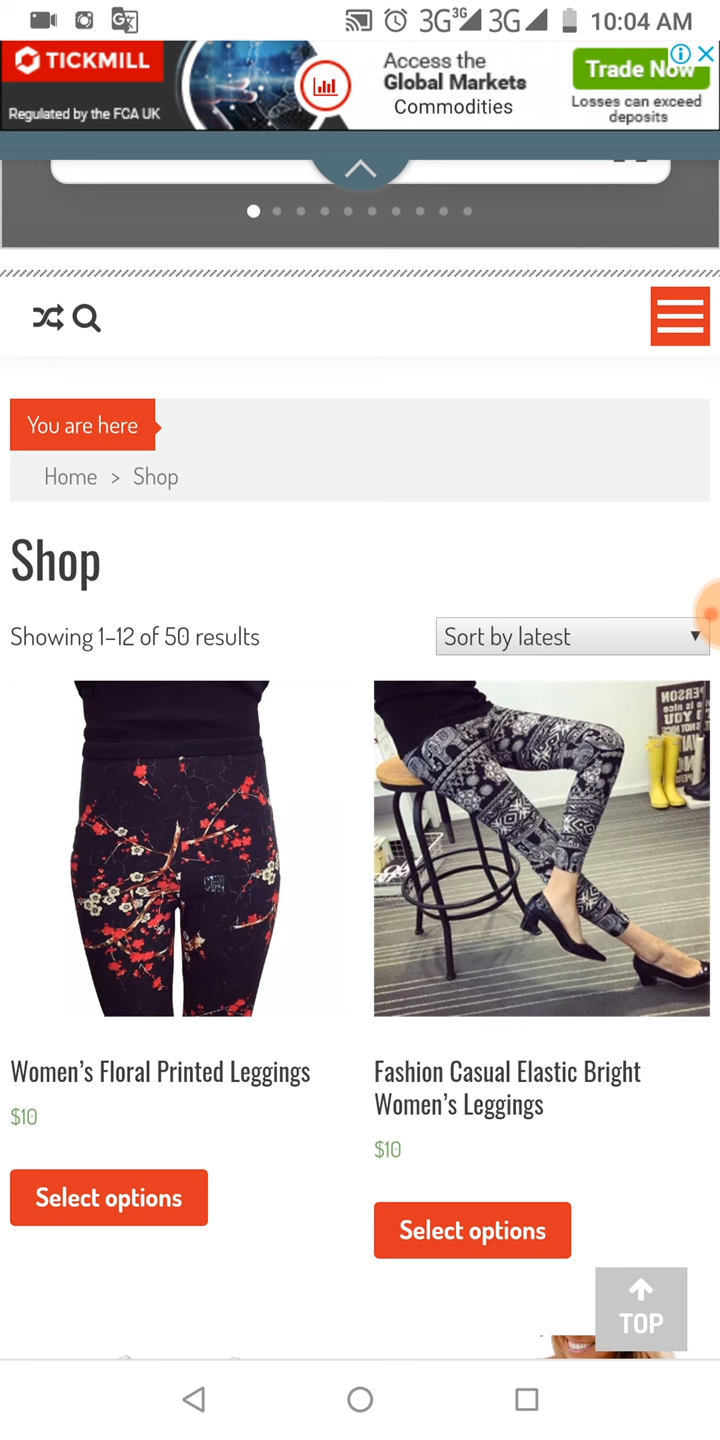 3G 3G 3G 10:04 AM
TICKMILL
Regulated by the FCA UK
Access the
Global Markets
Commodities
Trade Now
Losses can exceed
deposits
You are here
Home > Shop
Shop
Showing 1–12 of 50 results
Sort by latest
Women's Floral Printed Leggings
$10
Select options
Fashion Casual Elastic Bright
Women's Leggings
$10
Select options
TOP